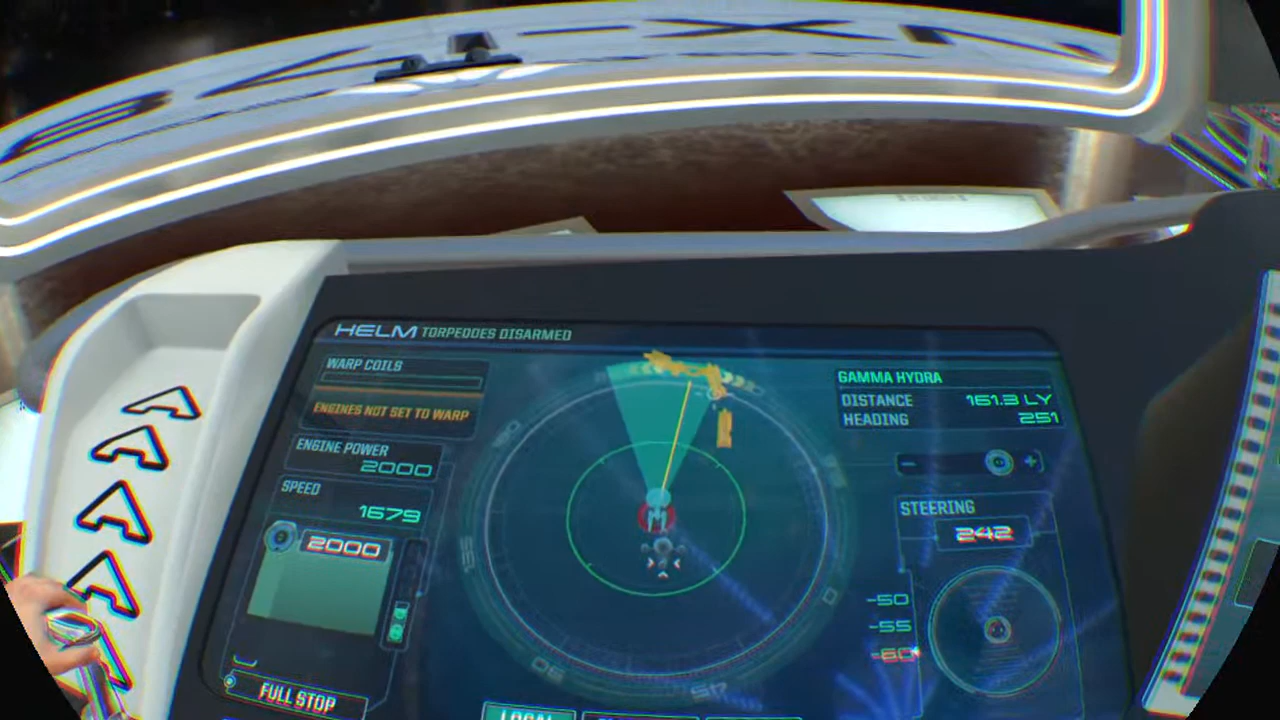 HELM TORPEDOES DISARMED
WARP COILS
ENGINES NOT SET TO WARP
ENGINE POWER
2000
SPEED
1679
2000
FULL STOP
GAMMA HYDRA
DISTANCE 161.3 LY
HEADING 251
- +
STEERING
242
-50
-55
-60
LOCAL